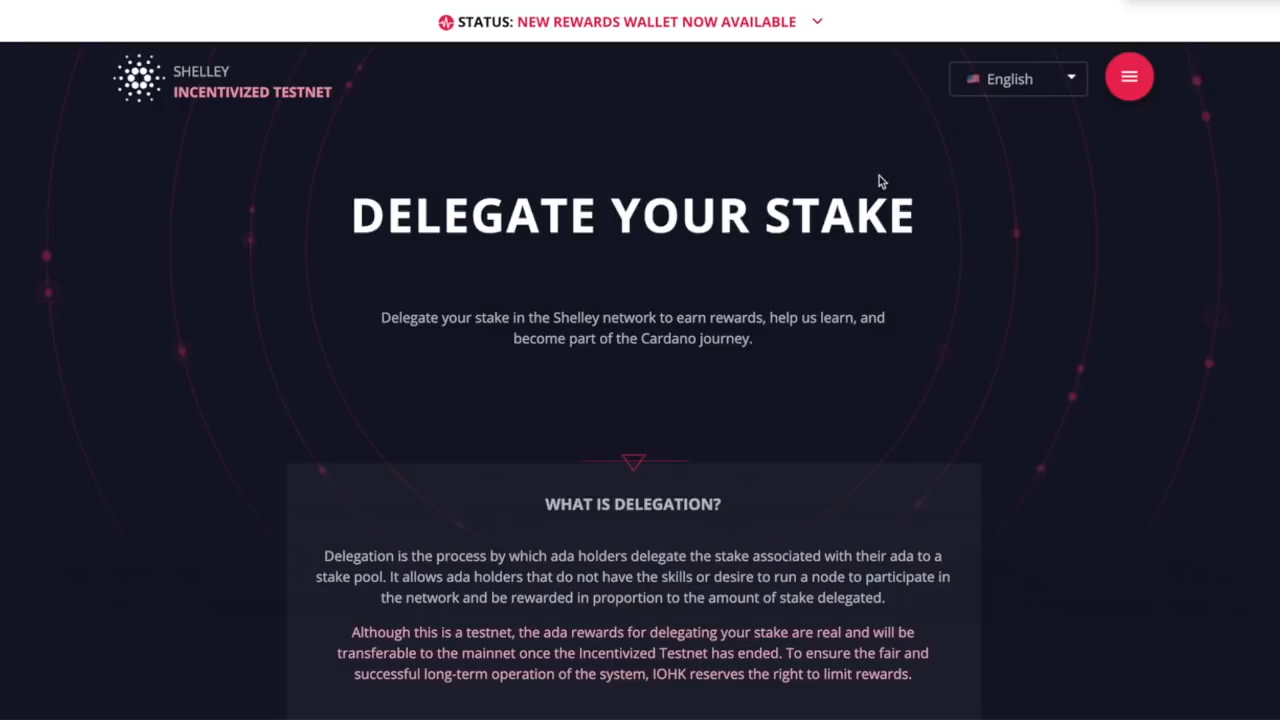 STATUS: NEW REWARDS WALLET NOW AVAILABLE
SHELLEY
INCENTIVIZED TESTNET
English
DELEGATE YOUR STAKE
Delegate your stake in the Shelley network to earn rewards, help us learn, and
become part of the Cardano journey.
WHAT IS DELEGATION?
Delegation is the process by which ada holders delegate the stake associated with their ada to a
stake pool. It allows ada holders that do not have the skills or desire to run a node to participate in
the network and be rewarded in proportion to the amount of stake delegated.
Although this is a testnet, the ada rewards for delegating your stake are real and will be
transferable to the mainnet once the Incentivized Testnet has ended. To ensure the fair and
successful long-term operation of the system, IOHK reserves the right to limit rewards.